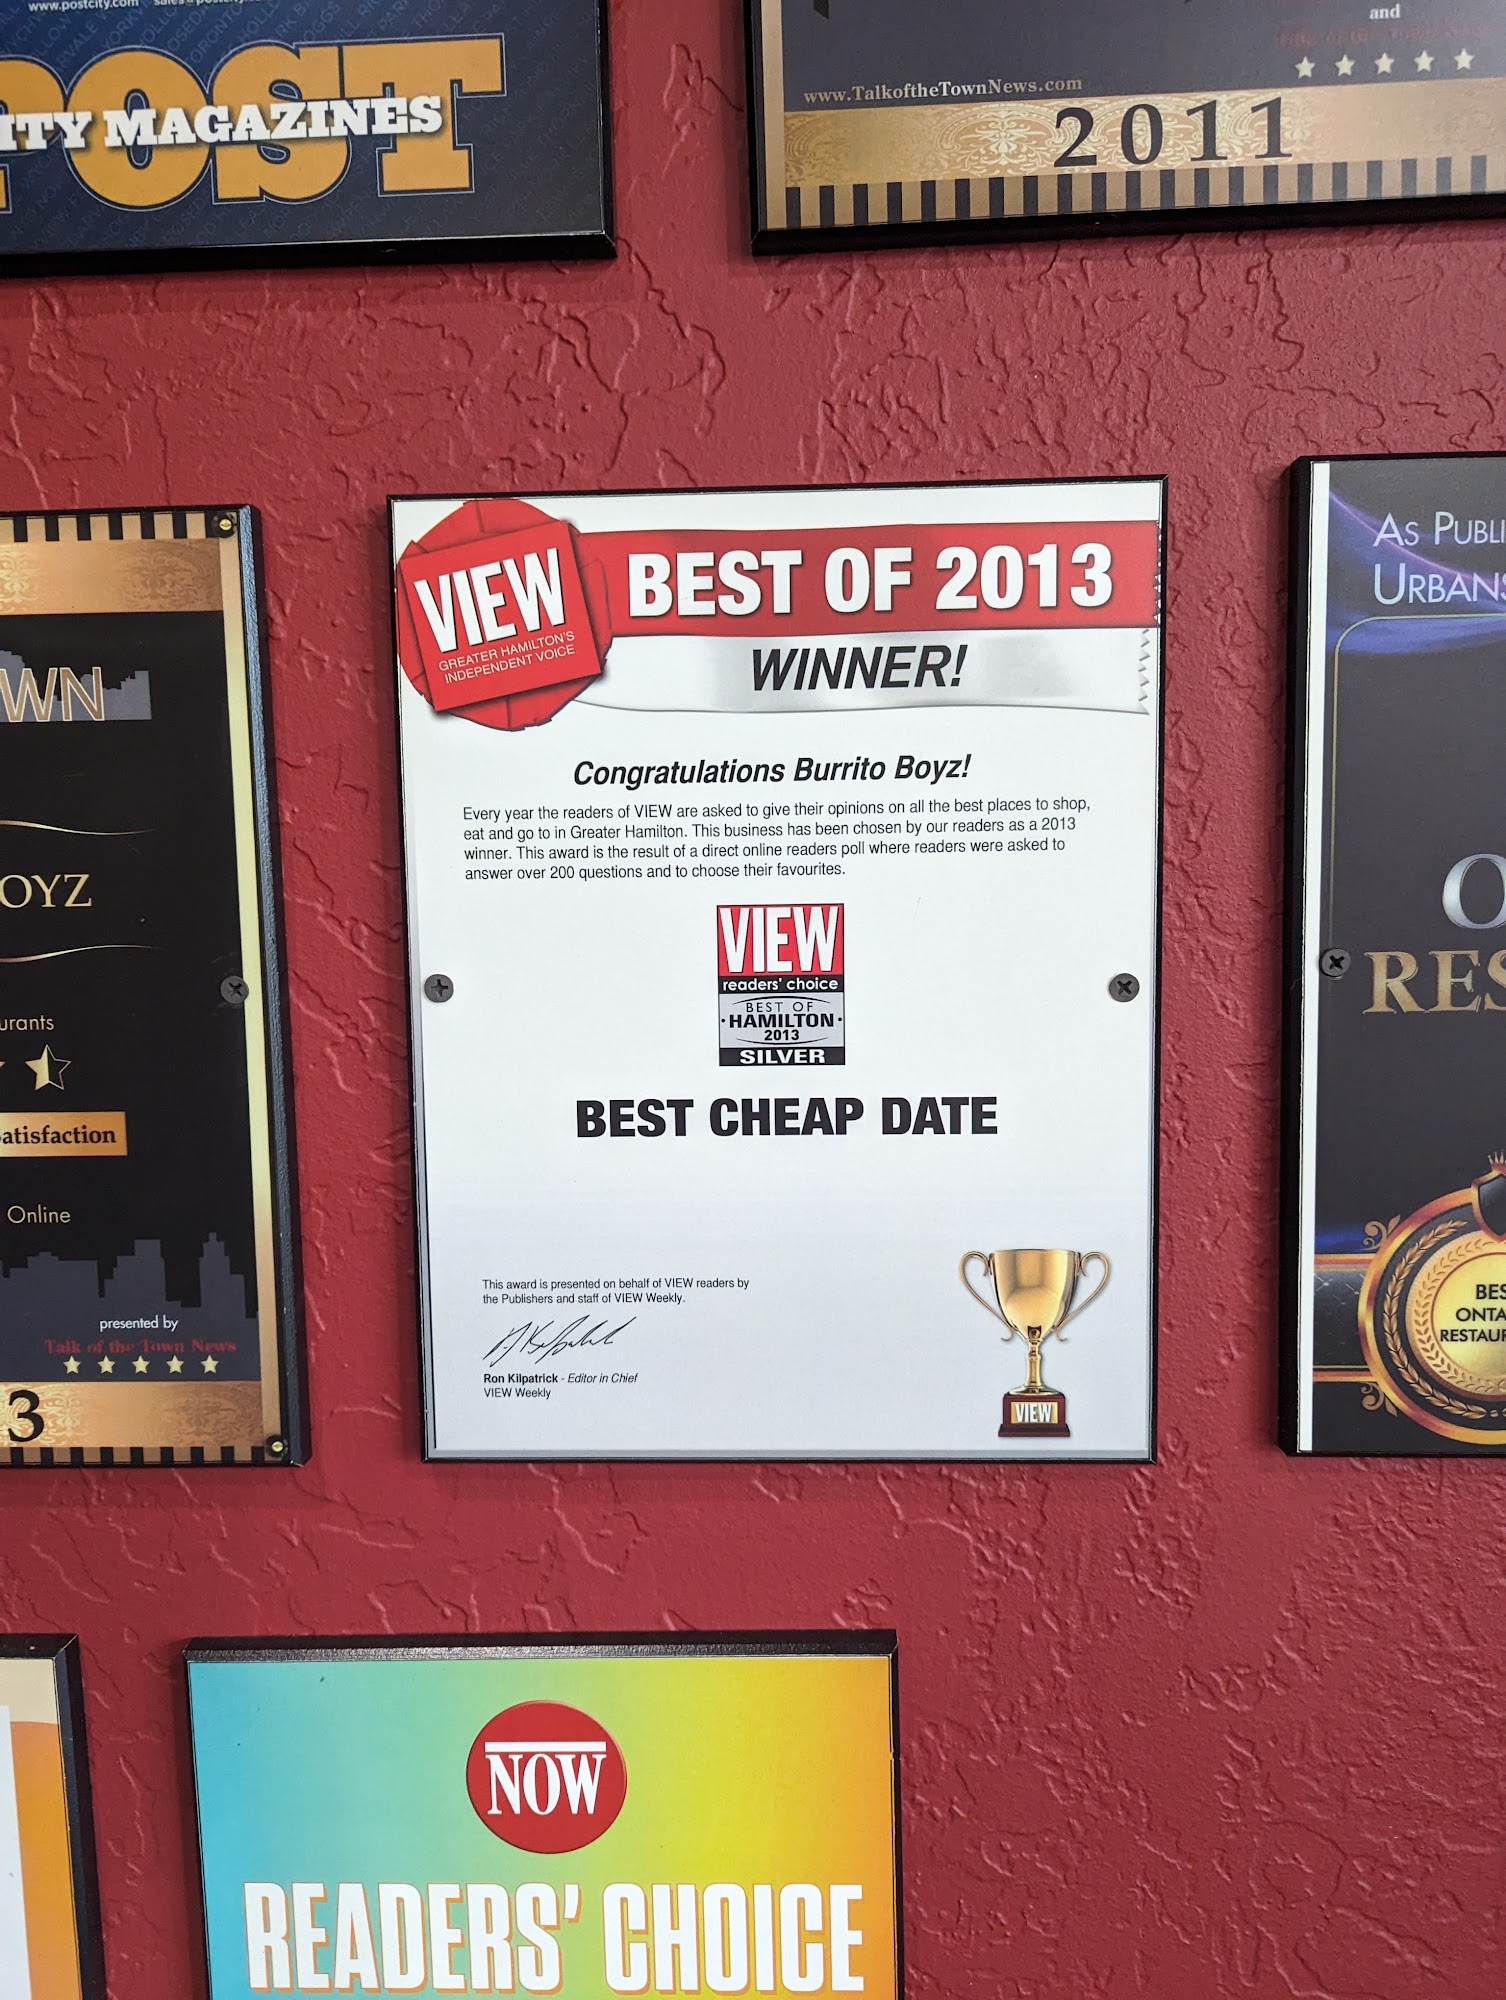 www.postcity.com
POST
CITY MAGAZINES
and
www.TalkoftheTownNews.com
2011
VIEW
GREATER HAMILTON'S
INDEPENDENT VOICE
BEST OF 2013
WINNER!
Congratulations Burrito Boyz!
Every year the readers of VIEW are asked to give their opinions on all the best places to shop,
eat and go to in Greater Hamilton. This business has been chosen by our readers as a 2013
winner. This award is the result of a direct online readers poll where readers were asked to
answer over 200 questions and to choose their favourites.
VIEW
readers' choice
BEST OF
• HAMILTON •
2013
SILVER
BEST CHEAP DATE
This award is presented on behalf of VIEW readers by
the Publishers and staff of VIEW Weekly.
Ron Kilpatrick - Editor in Chief
VIEW Weekly
VIEW
WN
OYZ
urants
atisfaction
Online
presented by
Talk of the Town News
3
AS PUBLI
URBANS
O
RES
BES
ONTA
RESTAUR
NOW
READERS' CHOICE